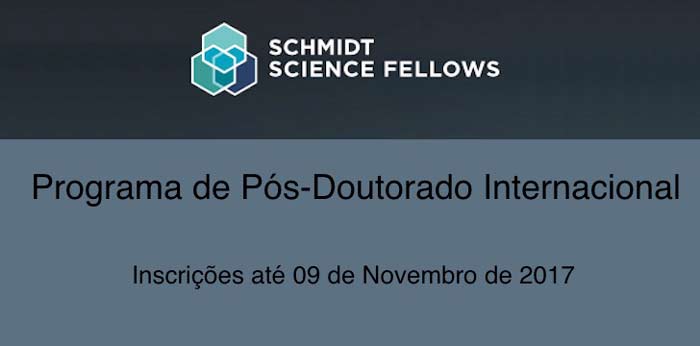 SCHMIDT
SCIENCE FELLOWS
Programa de Pós-Doutorado Internacional
Inscrições até 09 de Novembro de 2017